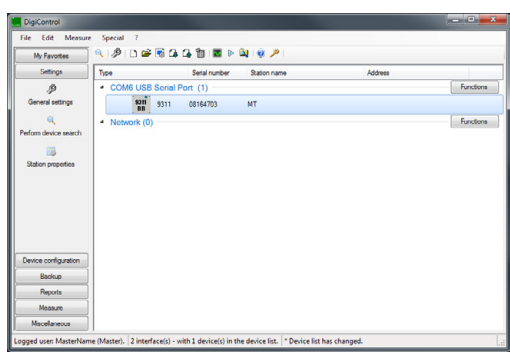 DigiControl
File Edit Measure Special ?
My Favorites
Settings
General settings
Perform device search
Station properties
Device configuration
Backup
Reports
Measure
Miscellaneous
Type Serial number Station name Address
COM6 USB Serial Port (1) Functions
9311 BB 9311 08164703 MT
Network (0) Functions
Logged user: MasterName (Master). 2 interface(s) - with 1 device(s) in the device list. * Device list has changed.